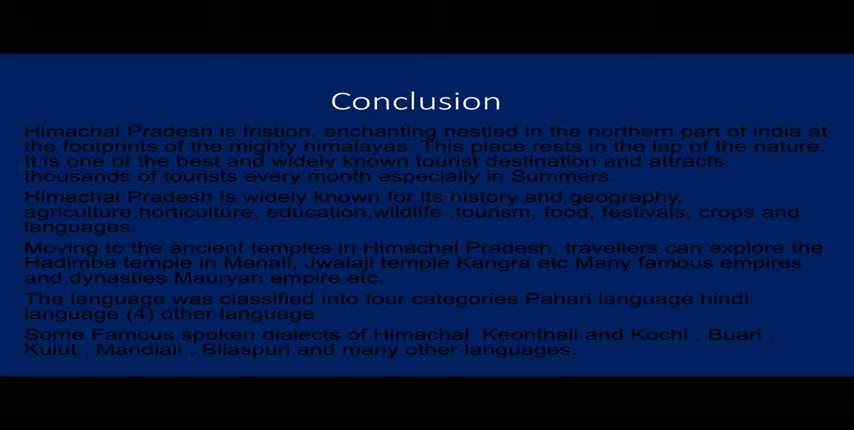 Conclusion
Himachal Pradesh is fristion, enchanting nestled in the northern part of india at
the footprints of the mighty himalayas. This place rests in the lap of the nature.
It is one of the best and widely known tourist destination and attracts
thousands of tourists every month especially in Summers.
Himachal Pradesh is widely known for its history and geography,
agriculture,horticulture, education,wildlife ,tourism, food, festivals, crops and
languages.
Moving to the ancient temples in Himachal Pradesh, travellers can explore the
Hadimba temple in Manali, Jwalaji temple Kangra etc.Many famous empires
and dynasties Mauryan empire etc.
The language was classified into four categories Pahari language hindi
language (4) other language
Some Famous spoken dialects of Himachal Keonthali and Kochi , Buari ,
Kulut , Mandiali , Bilaspuri and many other languages.